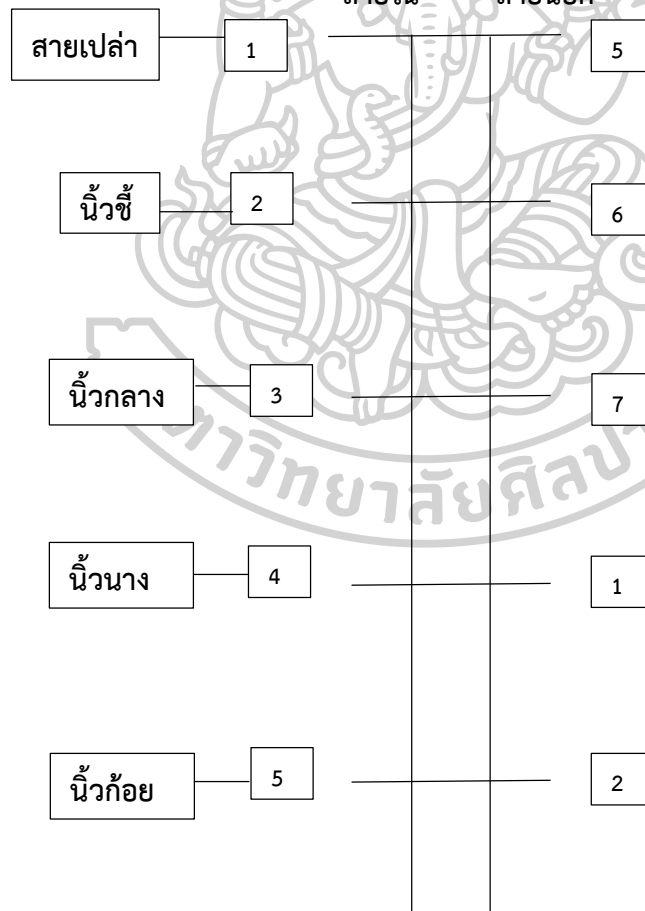 สายเปล่า 1 5
นิ้วชี้ 2 6
นิ้วกลาง 3 7
นิ้วนาง 4 1
นิ้วก้อย 5 2